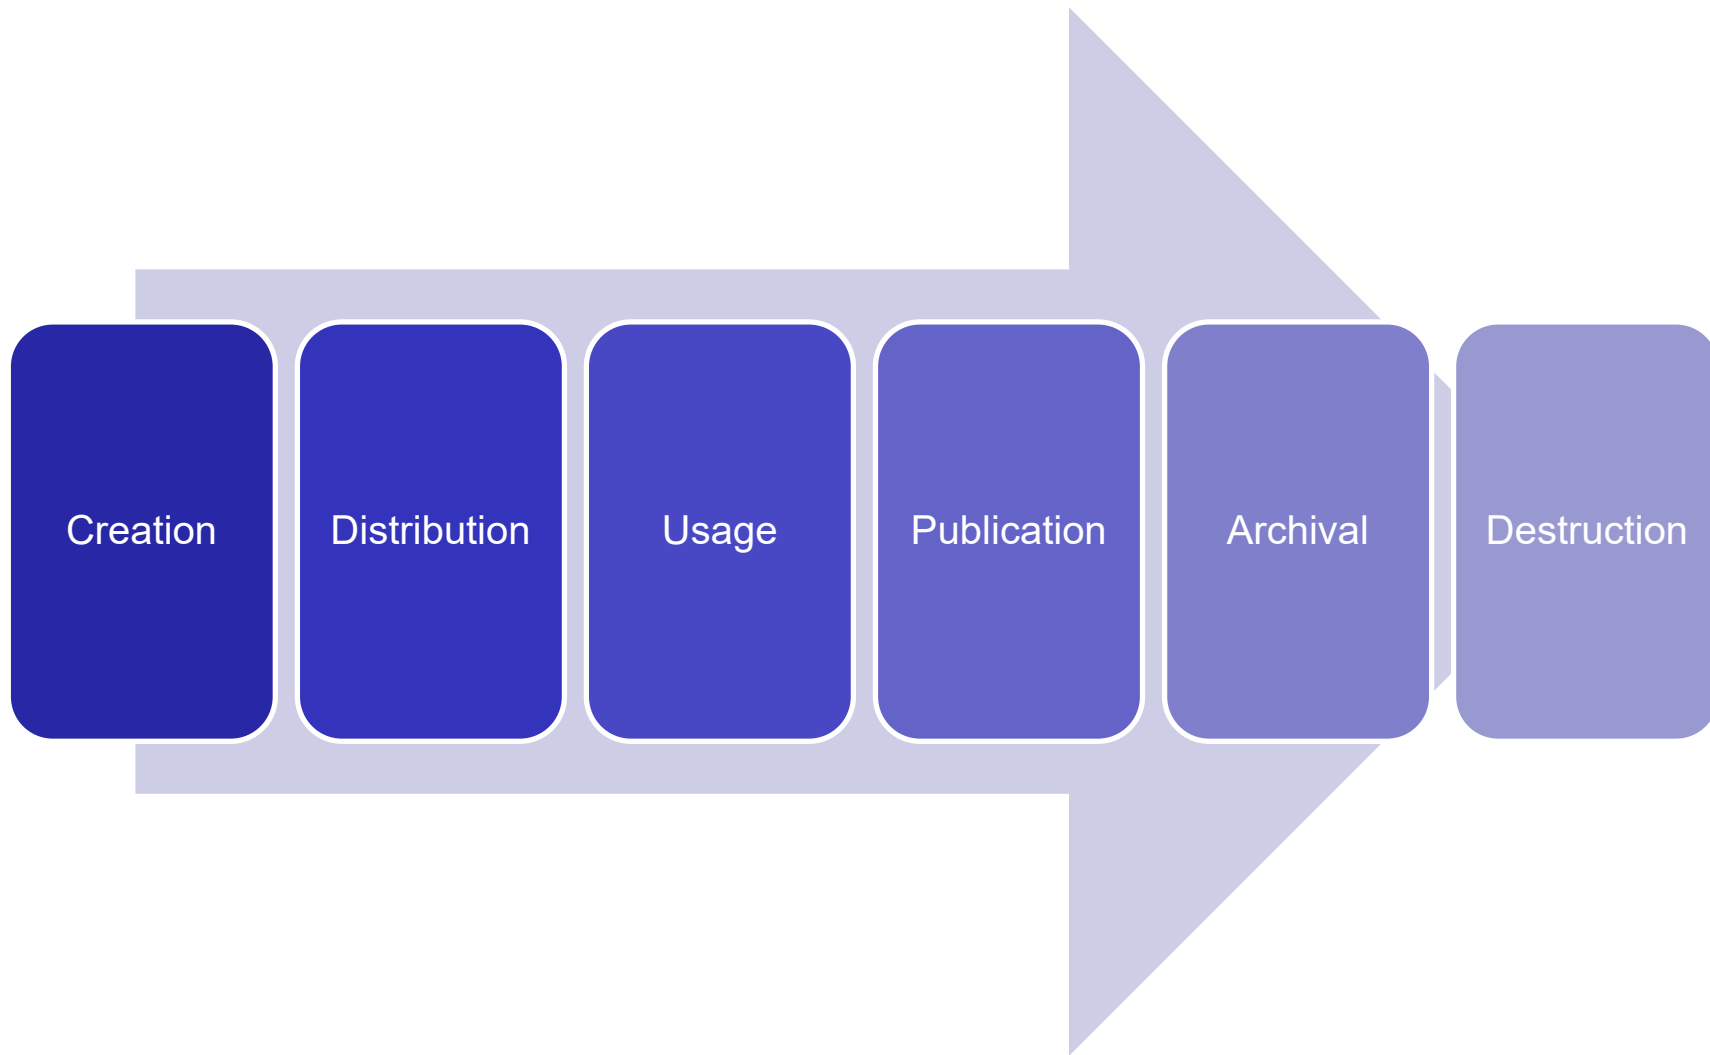 Creation
Distribution
Usage
Publication
Archival
Destruction